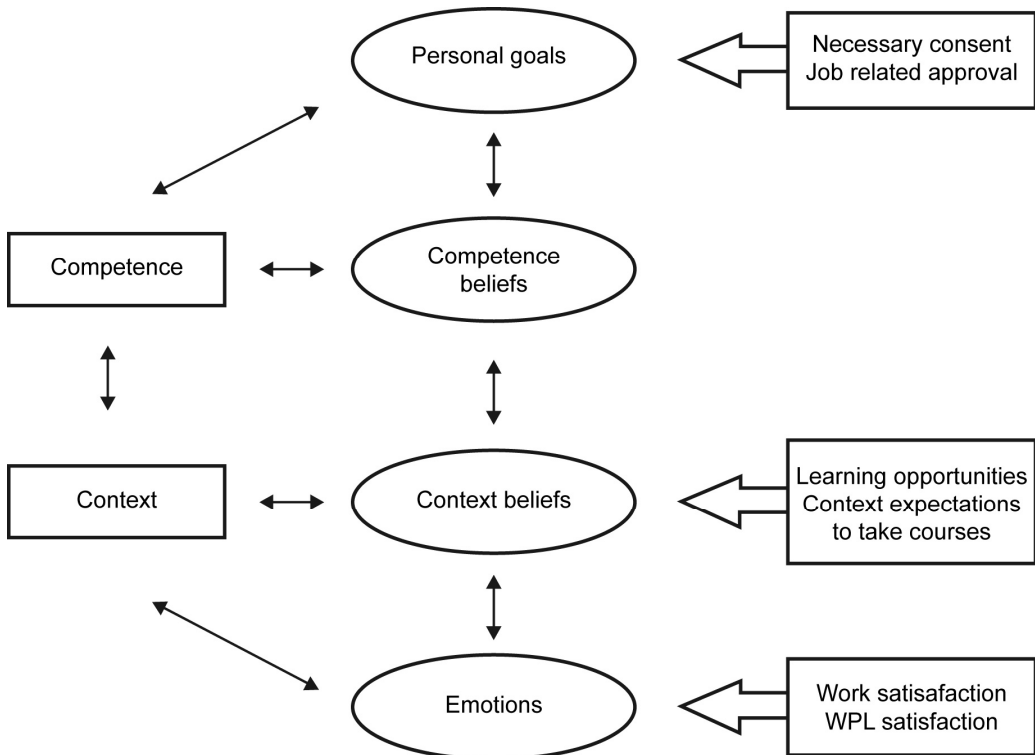 Personal goals
Necessary consent
Job related approval
Competence
Competence
beliefs
Context
Context beliefs
Learning opportunities
Context expectations
to take courses
Emotions
Work satisafaction
WPL satisfaction